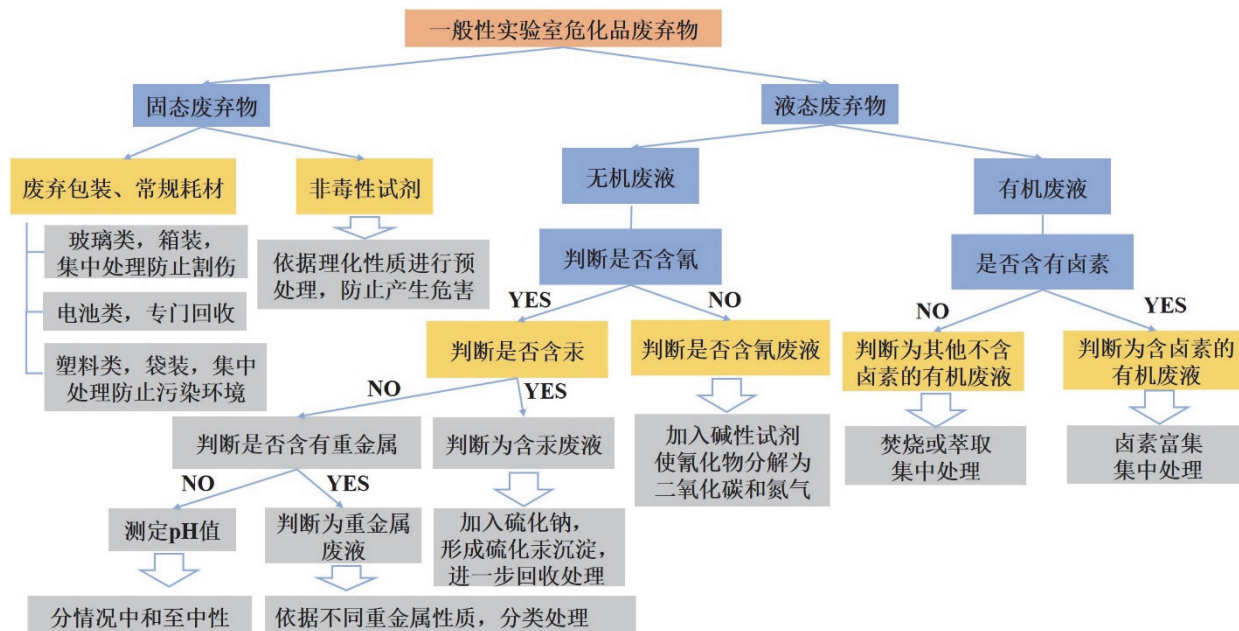 一般性实验室危化品废弃物
固态废弃物
液态废弃物
废弃包装、常规耗材
非毒性试剂
无机废液
有机废液
玻璃类，箱装，
集中处理防止割伤
依据理化性质进行预
处理，防止产生危害
判断是否含氰
是否含有卤素
电池类，专门回收
YES
NO
NO
YES
塑料类，袋装，集中
处理防止污染环境
判断是否含汞
判断是否含氰废液
判断为其他不含
卤素的有机废液
判断为含卤素的
有机废液
NO
YES
判断是否含有重金属
判断为含汞废液
加入碱性试剂
使氰化物分解为
二氧化碳和氮气
焚烧或萃取
集中处理
卤素富集
集中处理
NO
YES
测定pH值
判断为重金属
废液
加入硫化钠，
形成硫化汞沉淀，
进一步回收处理
分情况中和至中性
依据不同重金属性质，分类处理